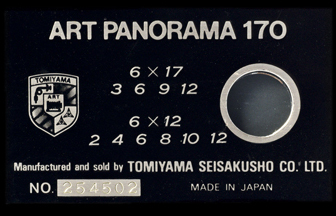 ART PANORAMA 170
TOMIYAMA
ART
6 × 17
3 6 9 12
6 × 12
2 4 6 8 10 12
Manufactured and sold by TOMIYAMA SEISAKUSHO CO. LTD.
NO. 254502 MADE IN JAPAN